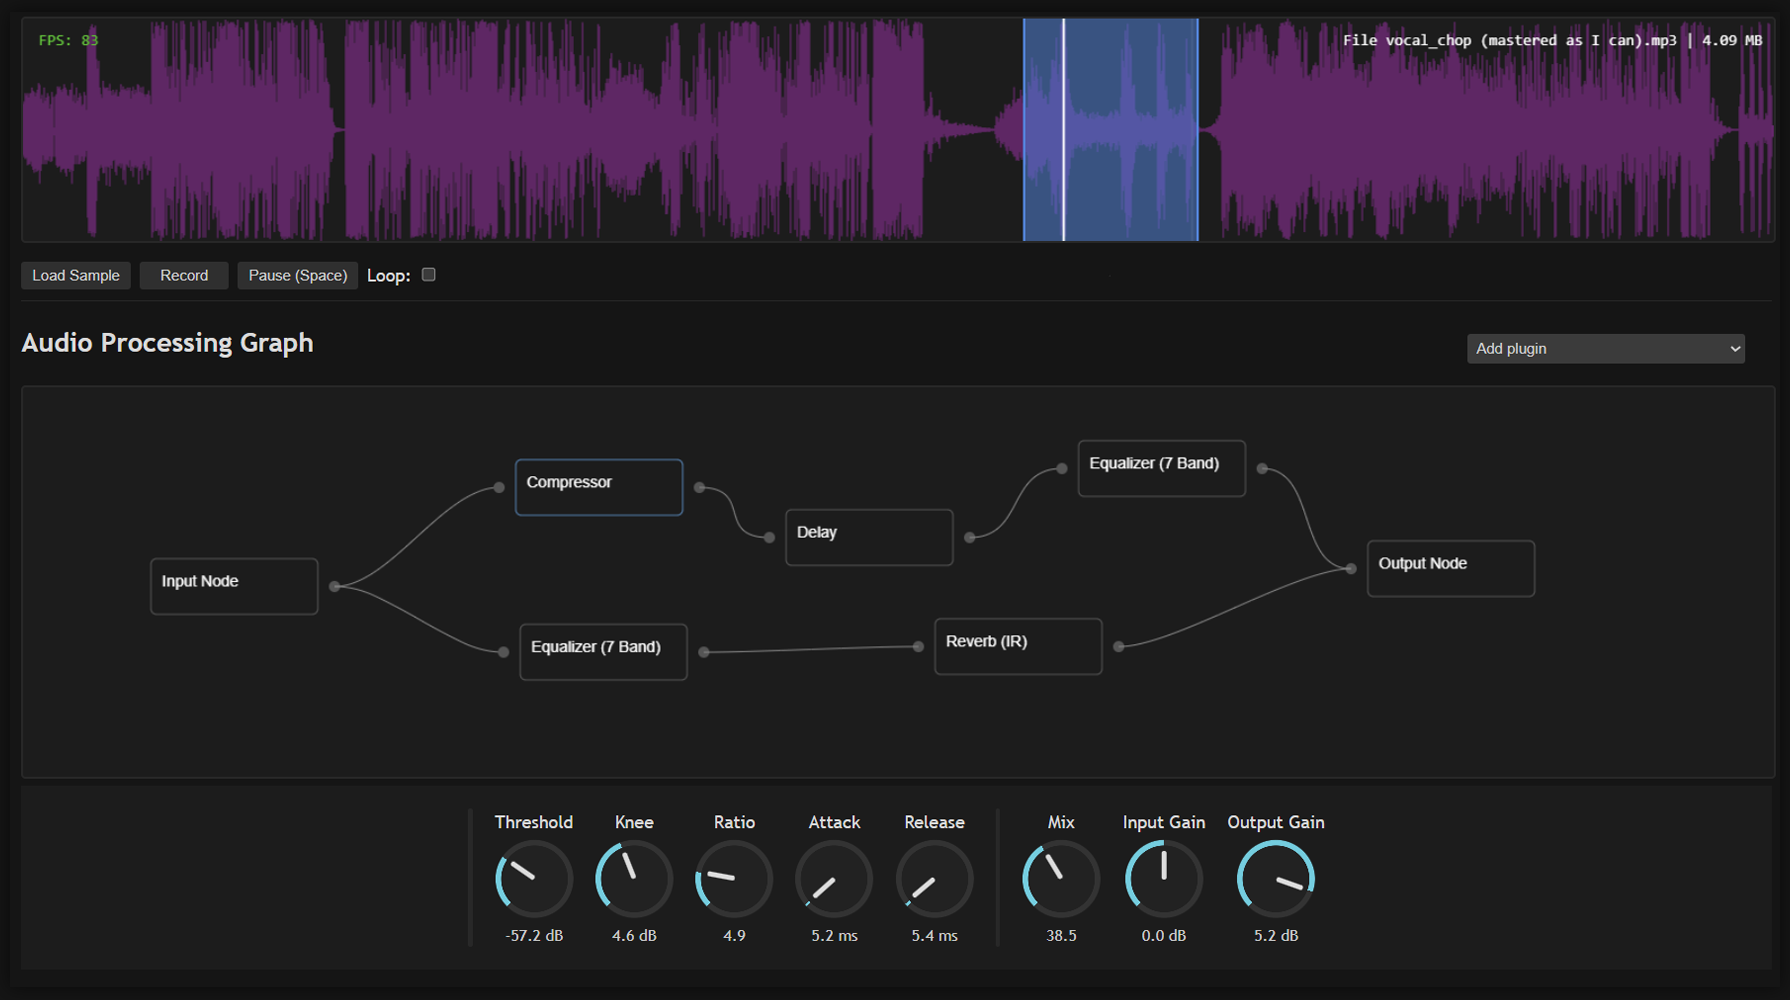 FPS: 83
File vocal_chop (mastered as I can).mp3 | 4.09 MB
Load Sample
Record
Pause (Space)
Loop:
Audio Processing Graph
Add plugin
Equalizer (7 Band)
Compressor
Delay
Output Node
Input Node
Equalizer (7 Band)
Reverb (IR)
Threshold
Knee
Ratio
Attack
Release
Mix
Input Gain
Output Gain
-57.2 dB
4.6 dB
4.9
5.2 ms
5.4 ms
38.5
0.0 dB
5.2 dB